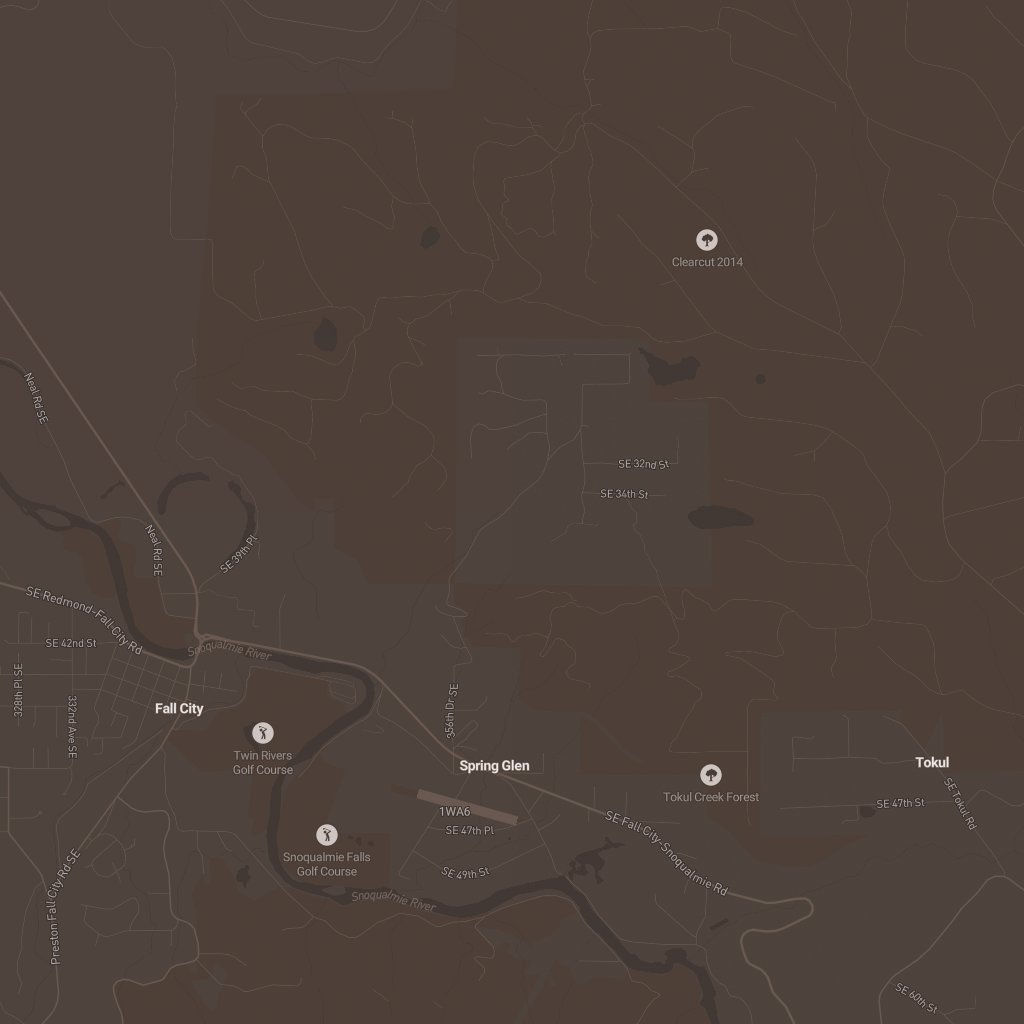 Clearcut 2014
Neal Rd SE
SE 32nd St
SE 34th St
Neal Rd SE
SE 39th Pl
SE Redmond-Fall City Rd
SE 42nd St
Snoqualmie River
328th Pl SE
332nd Ave SE
Fall City
356th Dr SE
Twin Rivers
Golf Course
Spring Glen
Tokul
Tokul Creek Forest
SE Tokul Rd
SE 47th St
1WA6
SE 47th Pl
SE Fall City-Snoqualmie Rd
Snoqualmie Falls
Golf Course
SE 49th St
Preston Fall City Rd SE
Snoqualmie River
SE 60th St